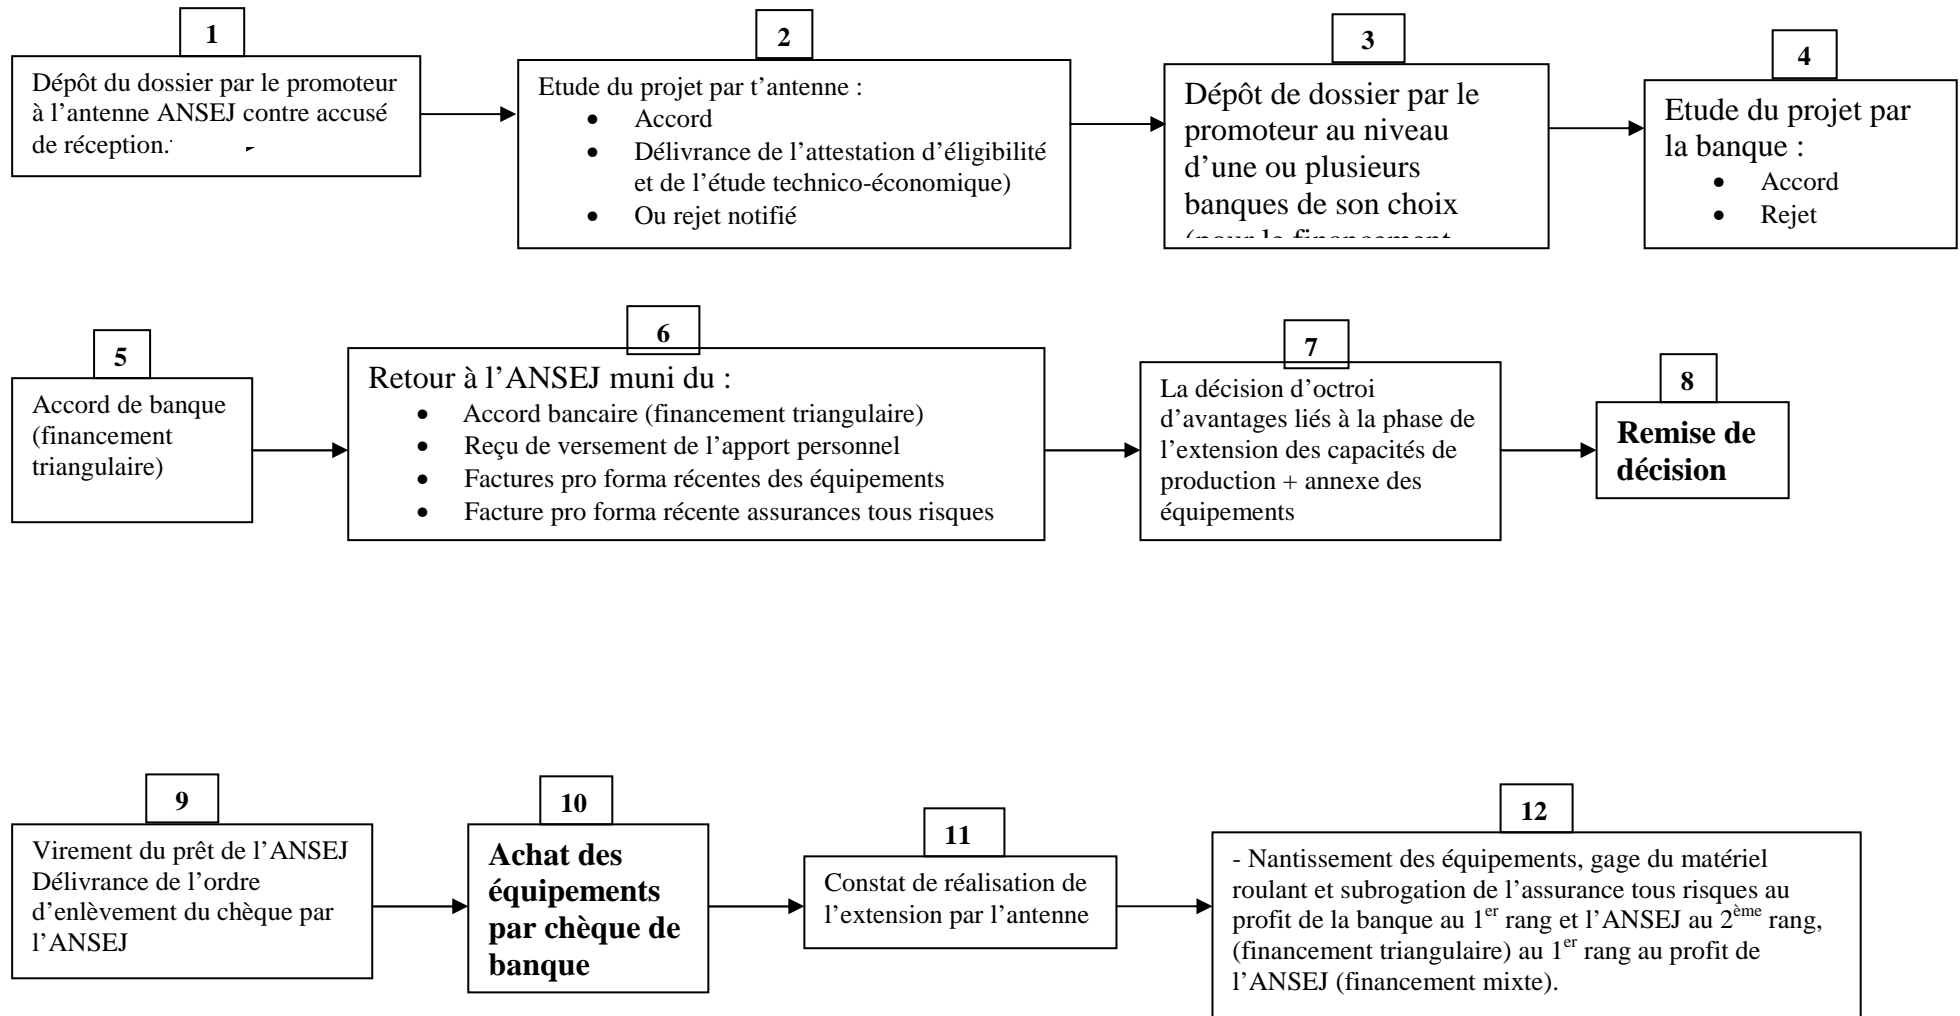 1
Dépôt du dossier par le promoteur
à l’antenne ANSEJ contre accusé
de réception.
2
Etude du projet par t’antenne :
• Accord
• Délivrance de l’attestation d’éligibilité
et de l’étude technico-économique)
• Ou rejet notifié
3
Dépôt de dossier par le
promoteur au niveau
d’une ou plusieurs
banques de son choix
(pour le financement
4
Etude du projet par
la banque :
• Accord
• Rejet
5
Accord de banque
(financement
triangulaire)
6
Retour à l’ANSEJ muni du :
• Accord bancaire (financement triangulaire)
• Reçu de versement de l’apport personnel
• Factures pro forma récentes des équipements
• Facture pro forma récente assurances tous risques
7
La décision d’octroi
d’avantages liés à la phase de
l’extension des capacités de
production + annexe des
équipements
8
Remise de
décision
9
Virement du prêt de l’ANSEJ
Délivrance de l’ordre
d’enlèvement du chèque par
l’ANSEJ
10
Achat des
équipements
par chèque de
banque
11
Constat de réalisation de
l’extension par l’antenne
12
- Nantissement des équipements, gage du matériel
roulant et subrogation de l’assurance tous risques au
profit de la banque au 1er rang et l’ANSEJ au 2ème rang,
(financement triangulaire) au 1er rang au profit de
l’ANSEJ (financement mixte).